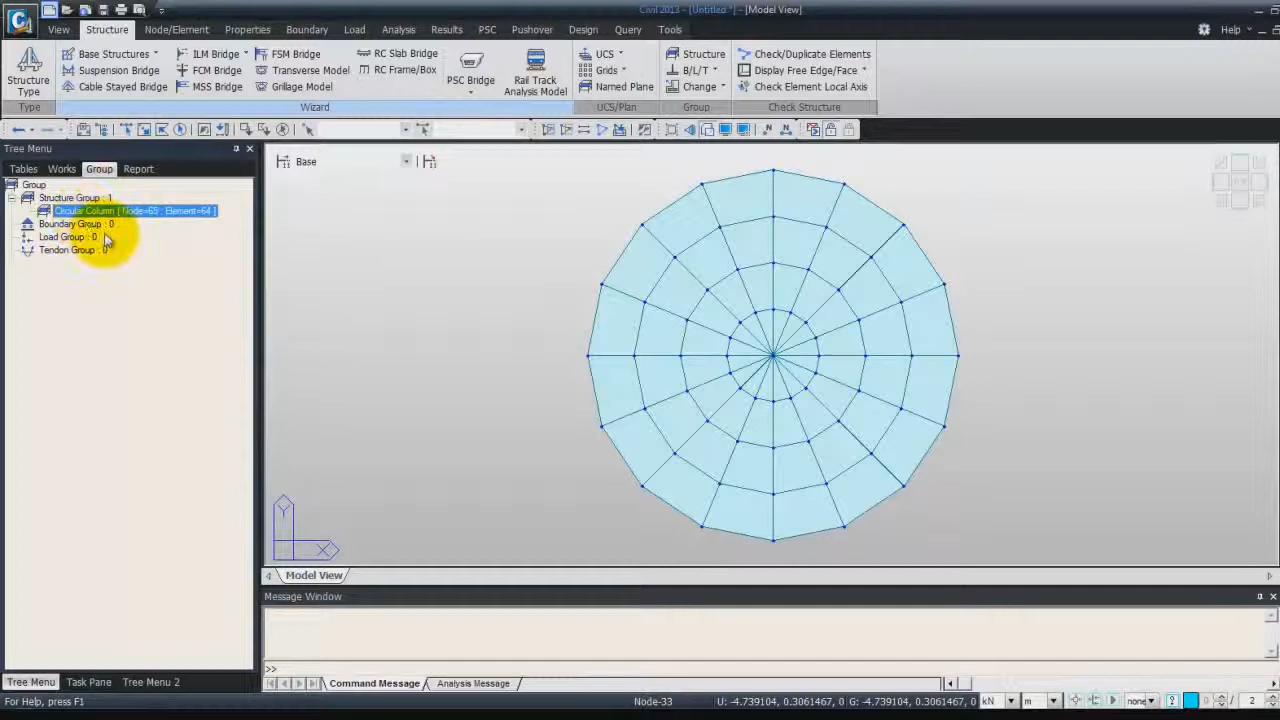 Civil 2013 - [Untitled *] - [Model View]
View Structure Node/Element Properties Boundary Load Analysis Results PSC Pushover Design Query Tools Help
Structure Type
Base Structures
Suspension Bridge
Cable Stayed Bridge
ILM Bridge
FCM Bridge
MSS Bridge
FSM Bridge
Transverse Model
Grillage Model
RC Slab Bridge
RC Frame/Box
PSC Bridge
Rail Track Analysis Model
UCS
Grids
Named Plane
Structure
B/L/T
Change
Check/Duplicate Elements
Display Free Edge/Face
Check Element Local Axis
Type Wizard UCS/Plan Group Check Structure
Tree Menu
Tables Works Group Report
Group
Structure Group : 1
Circular Column [ Node=65 ; Element=64 ]
Boundary Group : 0
Load Group : 0
Tendon Group : 0
Base
Y
X
Model View
Message Window
>>
Command Message Analysis Message
Tree Menu Task Pane Tree Menu 2
For Help, press F1
Node-33
U: -4.739104, 0.3061467, 0
G: -4.739104, 0.3061467, 0
kN
m
none
0 / 2